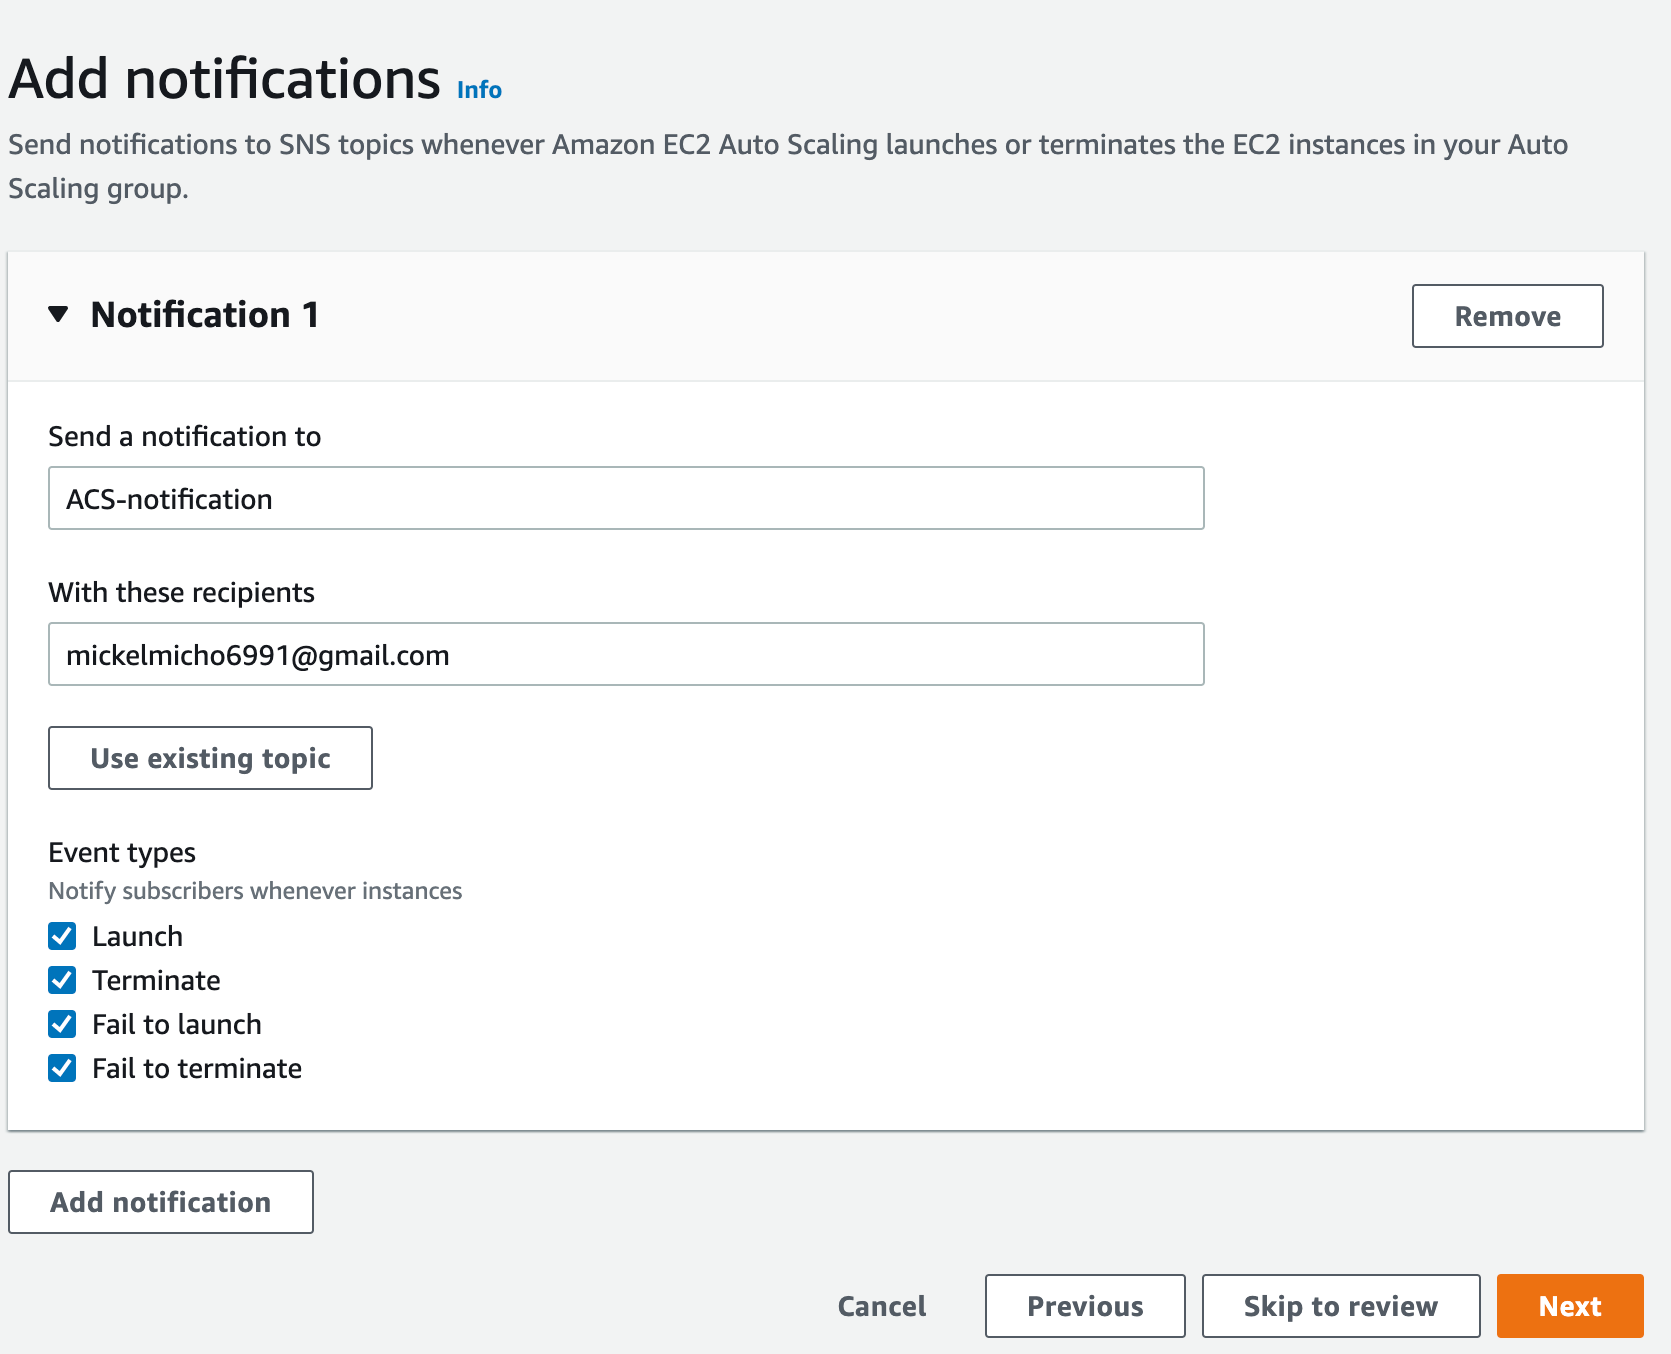 Add notifications Info
Send notifications to SNS topics whenever Amazon EC2 Auto Scaling launches or terminates the EC2 instances in your Auto
Scaling group.
Notification 1
Remove
Send a notification to
ACS-notification
With these recipients
mickelmicho6991@gmail.com
Use existing topic
Event types
Notify subscribers whenever instances
Launch
Terminate
Fail to launch
Fail to terminate
Add notification
Cancel
Previous
Skip to review
Next